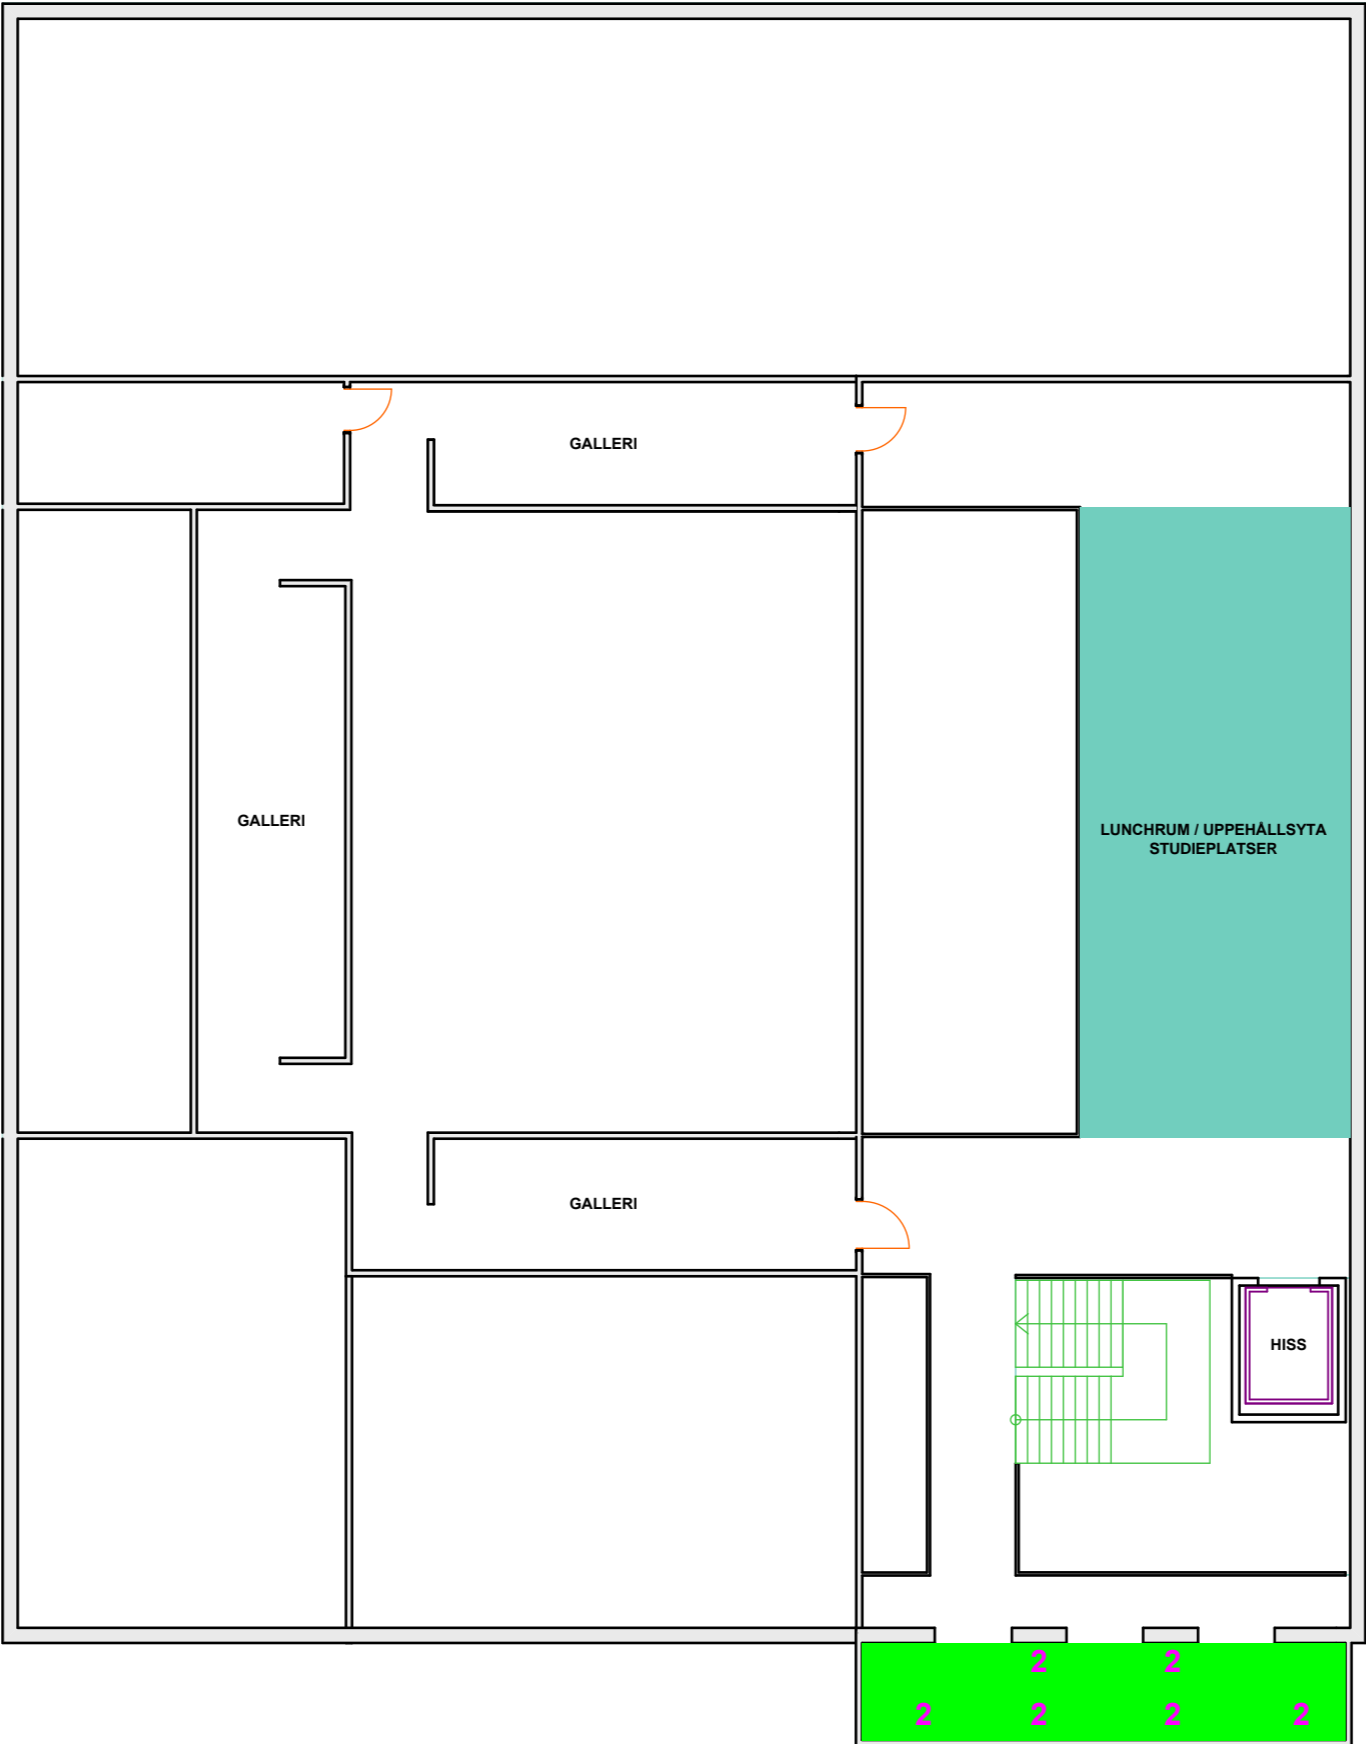 GALLERI
GALLERI
LUNCHRUM / UPPEHÅLLSYTA
STUDIEPLATSER
GALLERI
HISS
2 2
2 2 2 2